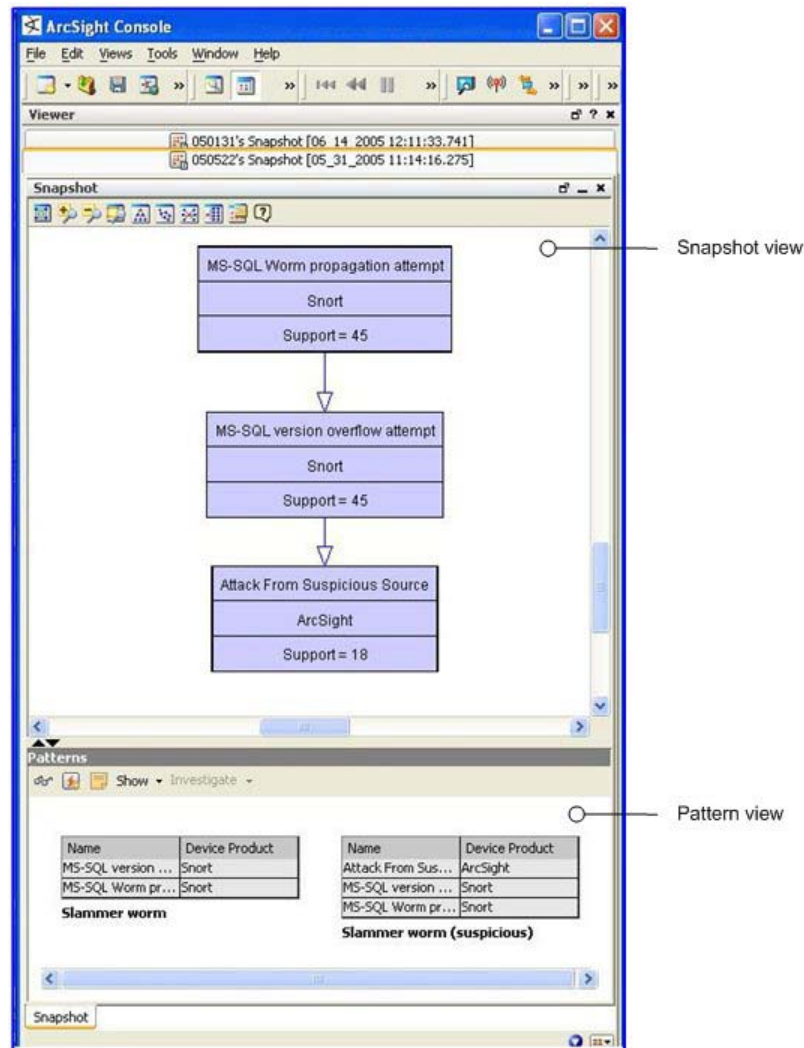 ArcSight Console
File Edit Views Tools Window Help
Viewer
050131's Snapshot [06_14_2005 12:11:33.741]
050522's Snapshot [05_31_2005 11:14:16.275]
Snapshot
MS-SQL Worm propagation attempt
Snort
Support = 45
Snapshot view
MS-SQL version overflow attempt
Snort
Support = 45
Attack From Suspicious Source
ArcSight
Support = 18
Patterns
Show Investigate
Pattern view
Name Device Product
MS-SQL version ... Snort
MS-SQL Worm pr... Snort
Slammer worm
Name Device Product
Attack From Sus... ArcSight
MS-SQL version ... Snort
MS-SQL Worm pr... Snort
Slammer worm (suspicious)
Snapshot